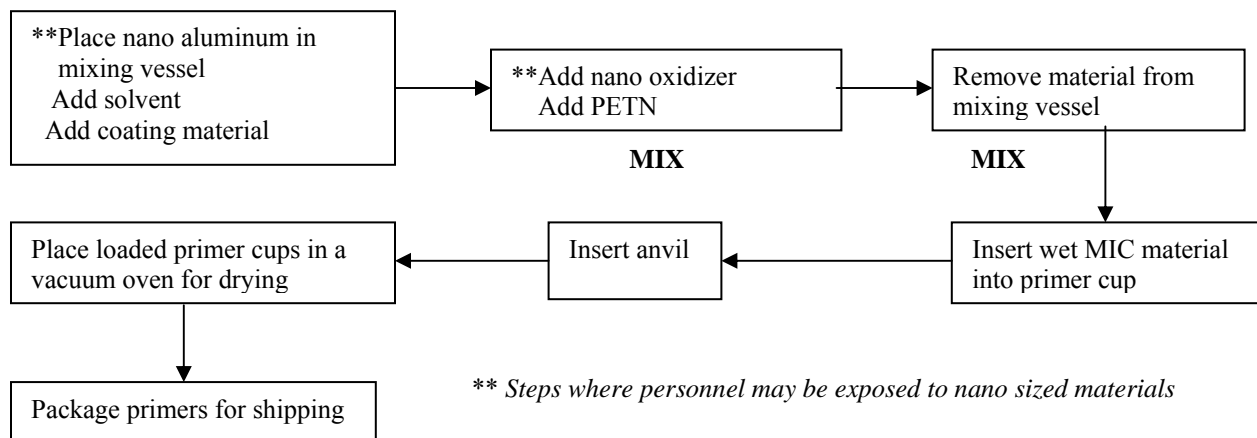 **Place nano aluminum in
mixing vessel
Add solvent
Add coating material
**Add nano oxidizer
Add PETN
Remove material from
mixing vessel
MIX
MIX
Insert wet MIC material
into primer cup
Insert anvil
Place loaded primer cups in a
vacuum oven for drying
Package primers for shipping
** Steps where personnel may be exposed to nano sized materials